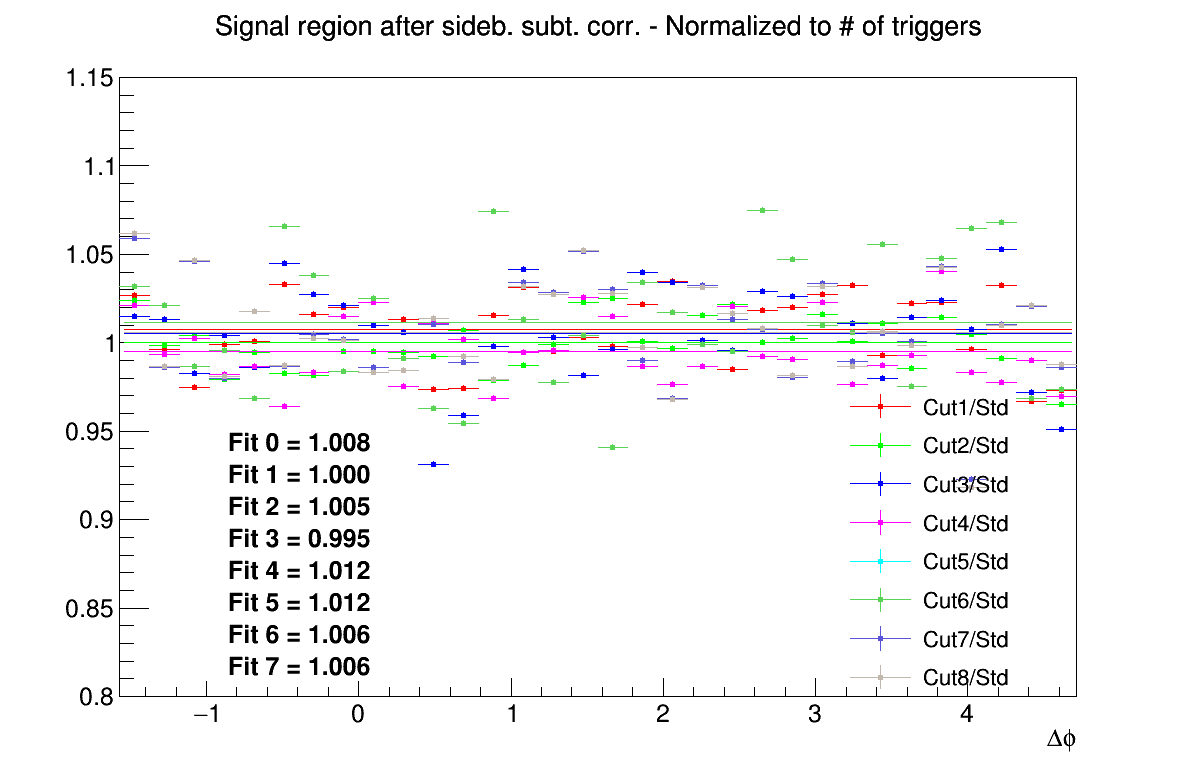 Signal region after sideb. subt. corr. - Normalized to # of triggers
1.15
1.1
1.05
1
0.95
0.9
0.85
0.8
Fit 0 = 1.008
Fit 1 = 1.000
Fit 2 = 1.005
Fit 3 = 0.995
Fit 4 = 1.012
Fit 5 = 1.012
Fit 6 = 1.006
Fit 7 = 1.006
Cut1/Std
Cut2/Std
Cut3/Std
Cut4/Std
Cut5/Std
Cut6/Std
Cut7/Std
Cut8/Std
−1 0 1 2 3 4
Δϕ